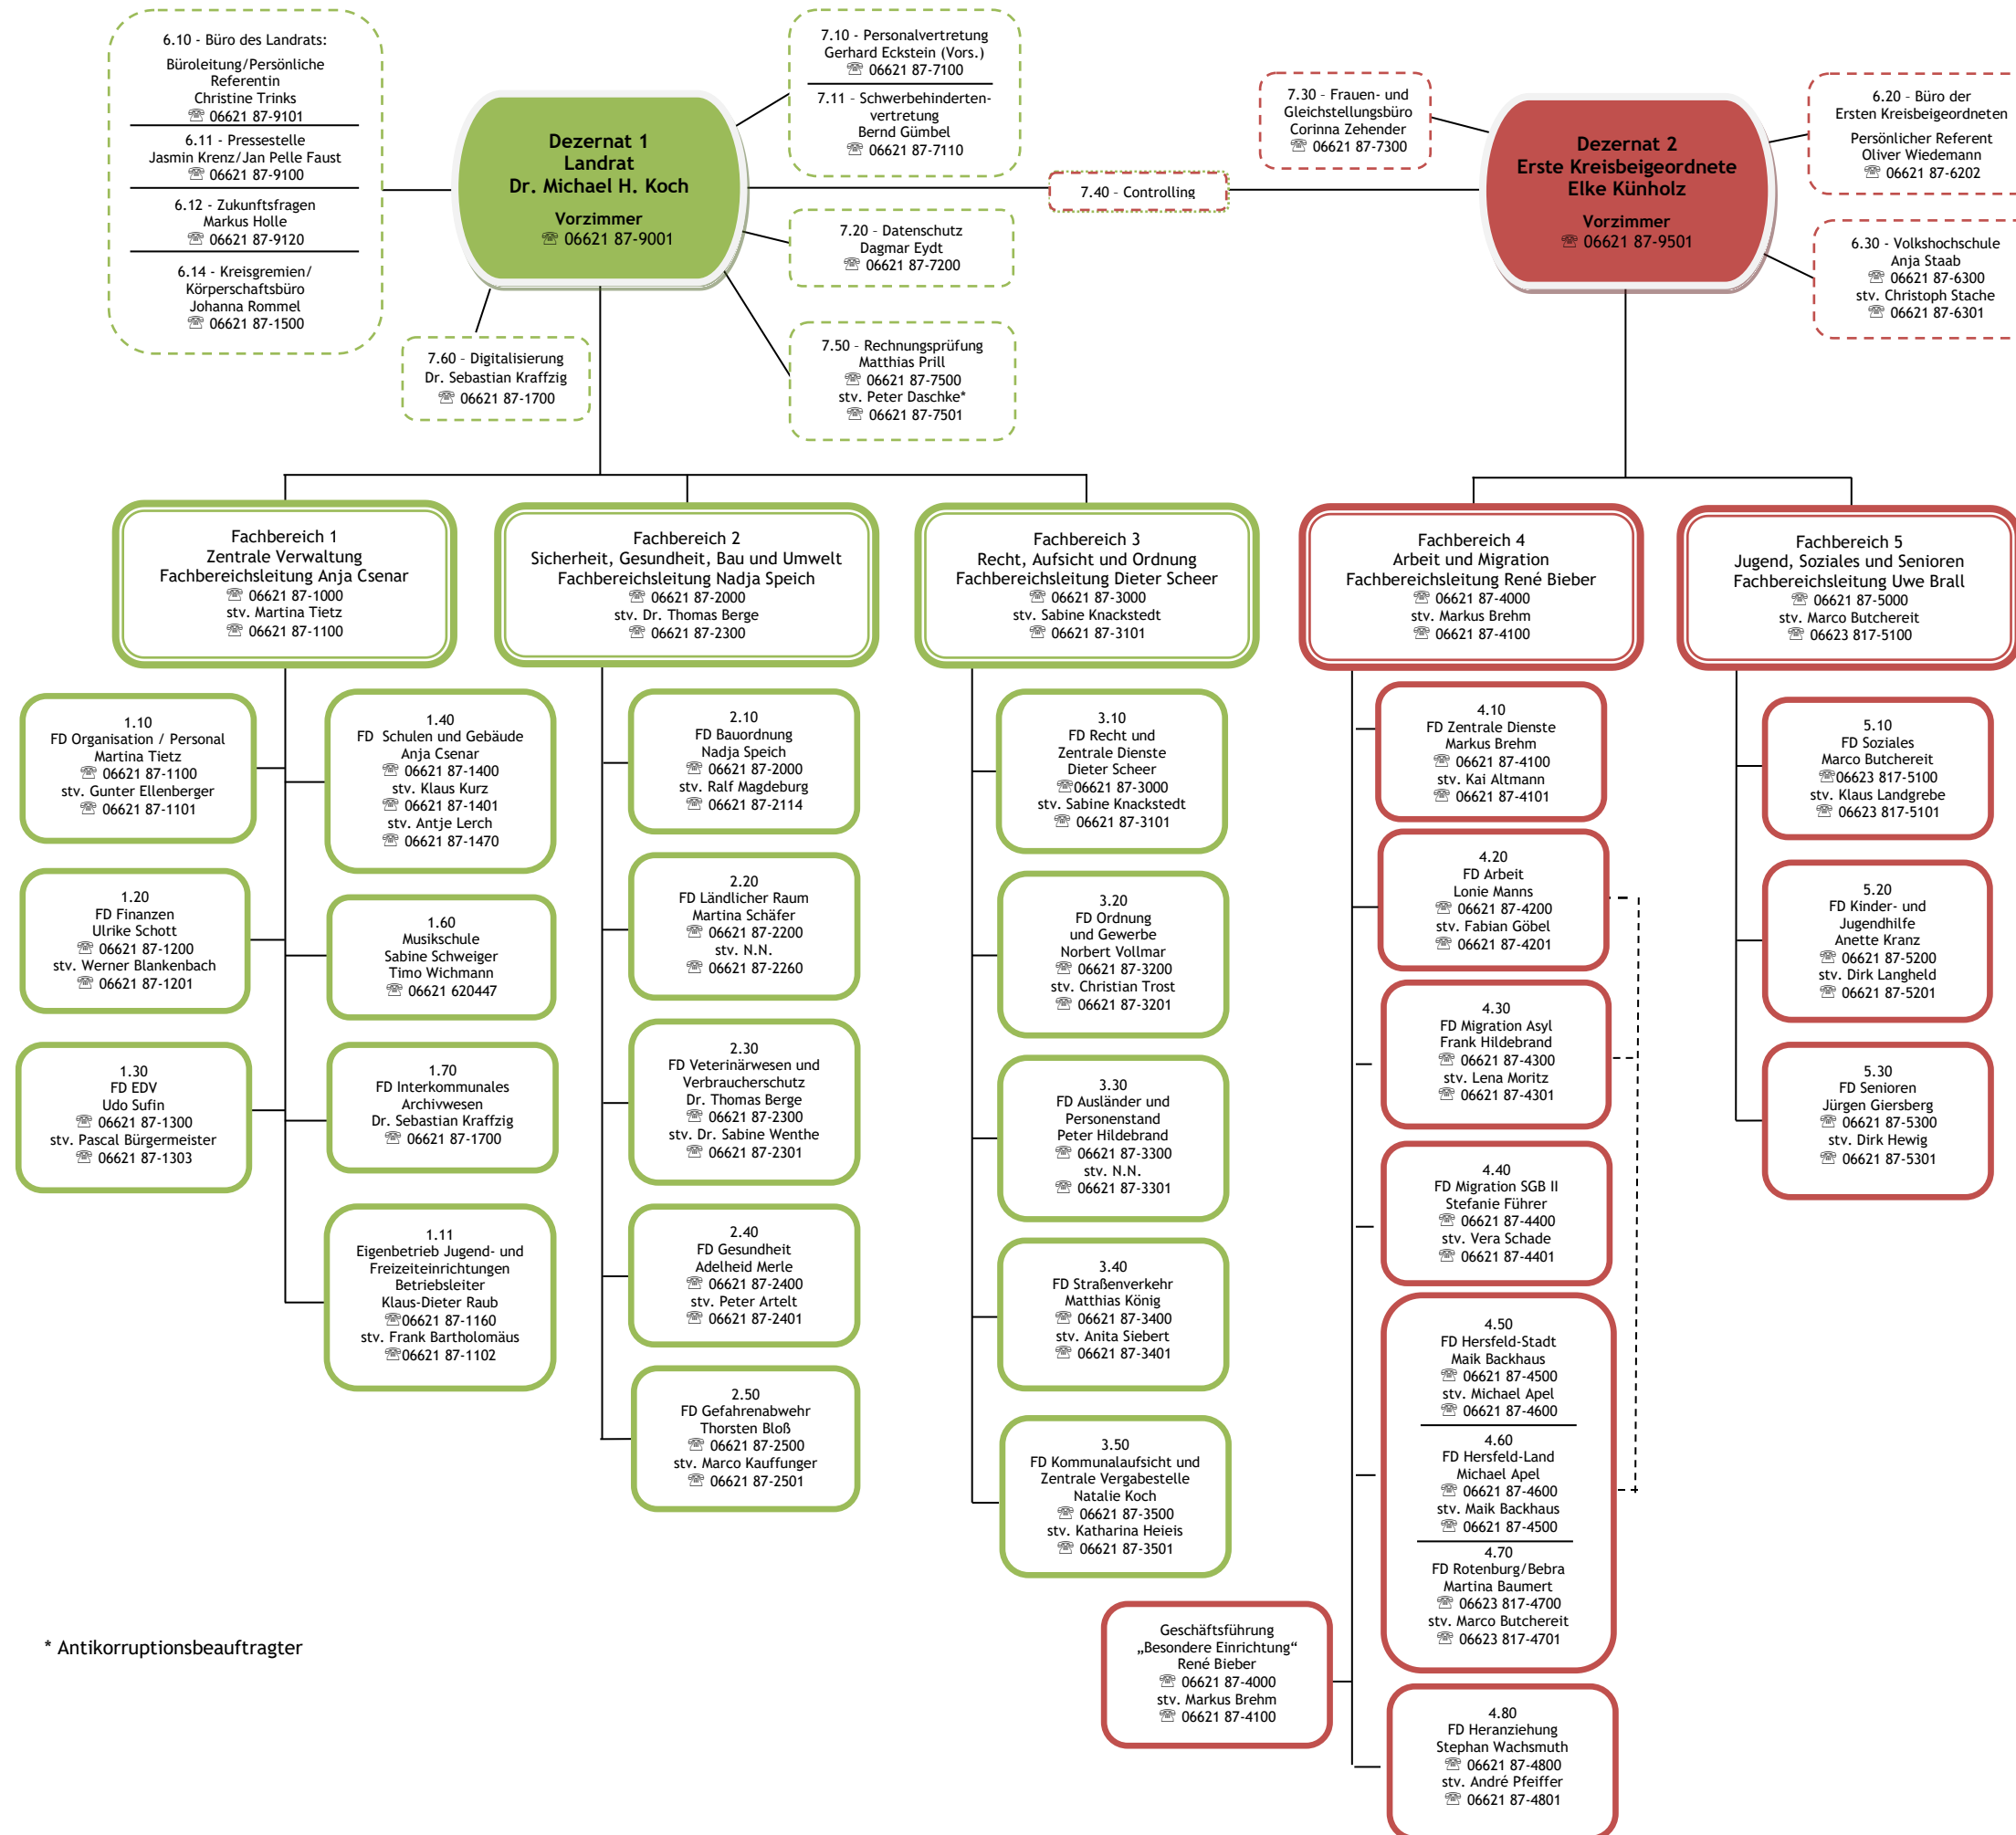 6.10 - Büro des Landrats:
Büroleitung/Persönliche
Referentin
Christine Trinks
☏ 06621 87-9101
6.11 - Pressestelle
Jasmin Krenz/Jan Pelle Faust
☏ 06621 87-9100
6.12 - Zukunftsfragen
Markus Holle
☏ 06621 87-9120
6.14 - Kreisgremien/
Körperschaftsbüro
Johanna Rommel
☏ 06621 87-1500
Dezernat 1
Landrat
Dr. Michael H. Koch
Vorzimmer
☏ 06621 87-9001
7.10 - Personalvertretung
Gerhard Eckstein (Vors.)
☏ 06621 87-7100
7.11 - Schwerbehinderten-
vertretung
Bernd Gümbel
☏ 06621 87-7110
7.20 - Datenschutz
Dagmar Eydt
☏ 06621 87-7200
7.50 - Rechnungsprüfung
Matthias Prill
☏ 06621 87-7500
stv. Peter Daschke*
☏ 06621 87-7501
7.60 - Digitalisierung
Dr. Sebastian Kraffzig
☏ 06621 87-1700
7.40 - Controlling
7.30 - Frauen- und
Gleichstellungsbüro
Corinna Zehender
☏ 06621 87-7300
Dezernat 2
Erste Kreisbeigeordnete
Elke Künholz
Vorzimmer
☏ 06621 87-9501
6.20 - Büro der
Ersten Kreisbeigeordneten
Persönlicher Referent
Oliver Wiedemann
☏ 06621 87-6202
6.30 - Volkshochschule
Anja Staab
☏ 06621 87-6300
stv. Christoph Stache
☏ 06621 87-6301
Fachbereich 1
Zentrale Verwaltung
Fachbereichsleitung Anja Csenar
☏ 06621 87-1000
stv. Martina Tietz
☏ 06621 87-1100
Fachbereich 2
Sicherheit, Gesundheit, Bau und Umwelt
Fachbereichsleitung Nadja Speich
☏ 06621 87-2000
stv. Dr. Thomas Berge
☏ 06621 87-2300
Fachbereich 3
Recht, Aufsicht und Ordnung
Fachbereichsleitung Dieter Scheer
☏ 06621 87-3000
stv. Sabine Knackstedt
☏ 06621 87-3101
Fachbereich 4
Arbeit und Migration
Fachbereichsleitung René Bieber
☏ 06621 87-4000
stv. Markus Brehm
☏ 06621 87-4100
Fachbereich 5
Jugend, Soziales und Senioren
Fachbereichsleitung Uwe Brall
☏ 06621 87-5000
stv. Marco Butchereit
☏ 06623 817-5100
1.10
FD Organisation / Personal
Martina Tietz
☏ 06621 87-1100
stv. Gunter Ellenberger
☏ 06621 87-1101
1.20
FD Finanzen
Ulrike Schott
☏ 06621 87-1200
stv. Werner Blankenbach
☏ 06621 87-1201
1.30
FD EDV
Udo Sufin
☏ 06621 87-1300
stv. Pascal Bürgermeister
☏ 06621 87-1303
1.40
FD Schulen und Gebäude
Anja Csenar
☏ 06621 87-1400
stv. Klaus Kurz
☏ 06621 87-1401
stv. Antje Lerch
☏ 06621 87-1470
1.60
Musikschule
Sabine Schweiger
Timo Wichmann
☏ 06621 620447
1.70
FD Interkommunales
Archivwesen
Dr. Sebastian Kraffzig
☏ 06621 87-1700
1.11
Eigenbetrieb Jugend- und
Freizeiteinrichtungen
Betriebsleiter
Klaus-Dieter Raub
☏06621 87-1160
stv. Frank Bartholomäus
☏06621 87-1102
2.10
FD Bauordnung
Nadja Speich
☏ 06621 87-2000
stv. Ralf Magdeburg
☏ 06621 87-2114
2.20
FD Ländlicher Raum
Martina Schäfer
☏ 06621 87-2200
stv. N.N.
☏ 06621 87-2260
2.30
FD Veterinärwesen und
Verbraucherschutz
Dr. Thomas Berge
☏ 06621 87-2300
stv. Dr. Sabine Wenthe
☏ 06621 87-2301
2.40
FD Gesundheit
Adelheid Merle
☏ 06621 87-2400
stv. Peter Artelt
☏ 06621 87-2401
2.50
FD Gefahrenabwehr
Thorsten Bloß
☏ 06621 87-2500
stv. Marco Kauffunger
☏ 06621 87-2501
3.10
FD Recht und
Zentrale Dienste
Dieter Scheer
☏06621 87-3000
stv. Sabine Knackstedt
☏ 06621 87-3101
3.20
FD Ordnung
und Gewerbe
Norbert Vollmar
☏ 06621 87-3200
stv. Christian Trost
☏ 06621 87-3201
3.30
FD Ausländer und
Personenstand
Peter Hildebrand
☏ 06621 87-3300
stv. N.N.
☏ 06621 87-3301
3.40
FD Straßenverkehr
Matthias König
☏ 06621 87-3400
stv. Anita Siebert
☏ 06621 87-3401
3.50
FD Kommunalaufsicht und
Zentrale Vergabestelle
Natalie Koch
☏ 06621 87-3500
stv. Katharina Heieis
☏ 06621 87-3501
4.10
FD Zentrale Dienste
Markus Brehm
☏ 06621 87-4100
stv. Kai Altmann
☏ 06621 87-4101
4.20
FD Arbeit
Lonie Manns
☏ 06621 87-4200
stv. Fabian Göbel
☏ 06621 87-4201
4.30
FD Migration Asyl
Frank Hildebrand
☏ 06621 87-4300
stv. Lena Moritz
☏ 06621 87-4301
4.40
FD Migration SGB II
Stefanie Führer
☏ 06621 87-4400
stv. Vera Schade
☏ 06621 87-4401
4.50
FD Hersfeld-Stadt
Maik Backhaus
☏ 06621 87-4500
stv. Michael Apel
☏ 06621 87-4600
4.60
FD Hersfeld-Land
Michael Apel
☏ 06621 87-4600
stv. Maik Backhaus
☏ 06621 87-4500
4.70
FD Rotenburg/Bebra
Martina Baumert
☏ 06623 817-4700
stv. Marco Butchereit
☏ 06623 817-4701
Geschäftsführung
„Besondere Einrichtung“
René Bieber
☏ 06621 87-4000
stv. Markus Brehm
☏ 06621 87-4100
4.80
FD Heranziehung
Stephan Wachsmuth
☏ 06621 87-4800
stv. André Pfeiffer
☏ 06621 87-4801
5.10
FD Soziales
Marco Butchereit
☏06623 817-5100
stv. Klaus Landgrebe
☏ 06623 817-5101
5.20
FD Kinder- und
Jugendhilfe
Anette Kranz
☏ 06621 87-5200
stv. Dirk Langheld
☏ 06621 87-5201
5.30
FD Senioren
Jürgen Giersberg
☏ 06621 87-5300
stv. Dirk Hewig
☏ 06621 87-5301
* Antikorruptionsbeauftragter